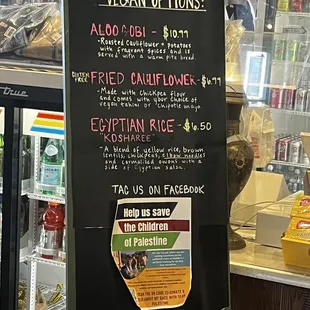 VEGAN OPTIONS:
ALOO GOBI - $10.99
-Roasted Cauliflower + potatoes
with fragrant spices and is
served with a warm pita bread
GLUTEN FREE FRIED CAULIFLOWER - $6.99
- Made with Chickpea flour
and comes with your choice of
vegan tahini or chipotle mayo
EGYPTIAN RICE - $6.50
"KOSHAREE"
- A blend of yellow rice, brown
lentils, chickpeas, elbow noodles
and carmalized onions with a
side of Egyptian salsa.
TAG US ON FACEBOOK
Help us save
the Children
of Palestine
True